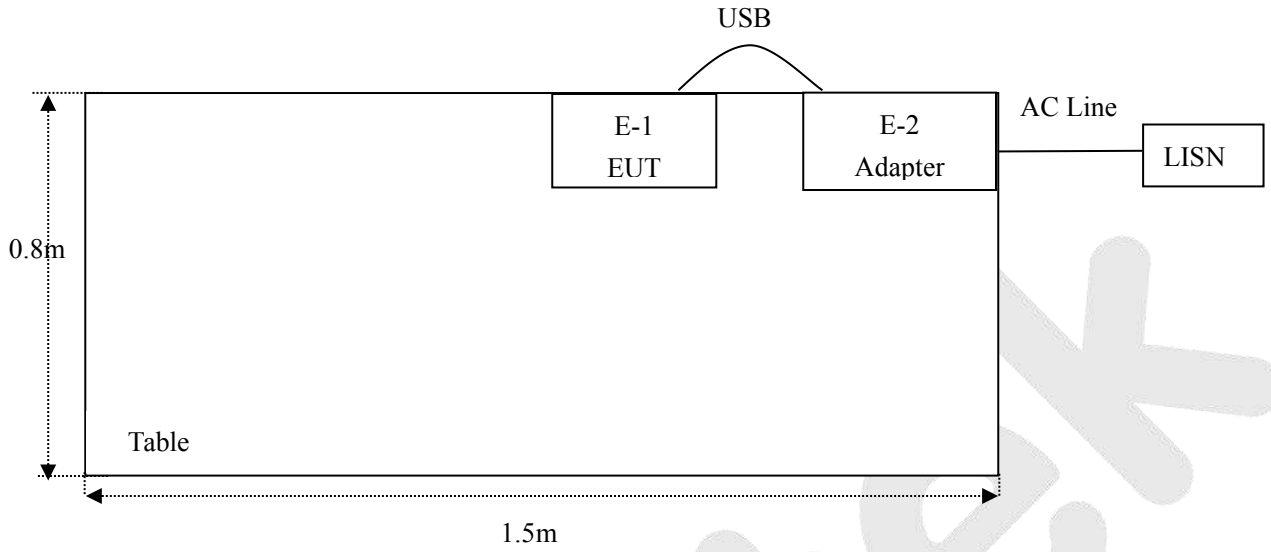 USB
E-1
EUT
E-2
Adapter
AC Line
LISN
0.8m
Table
1.5m